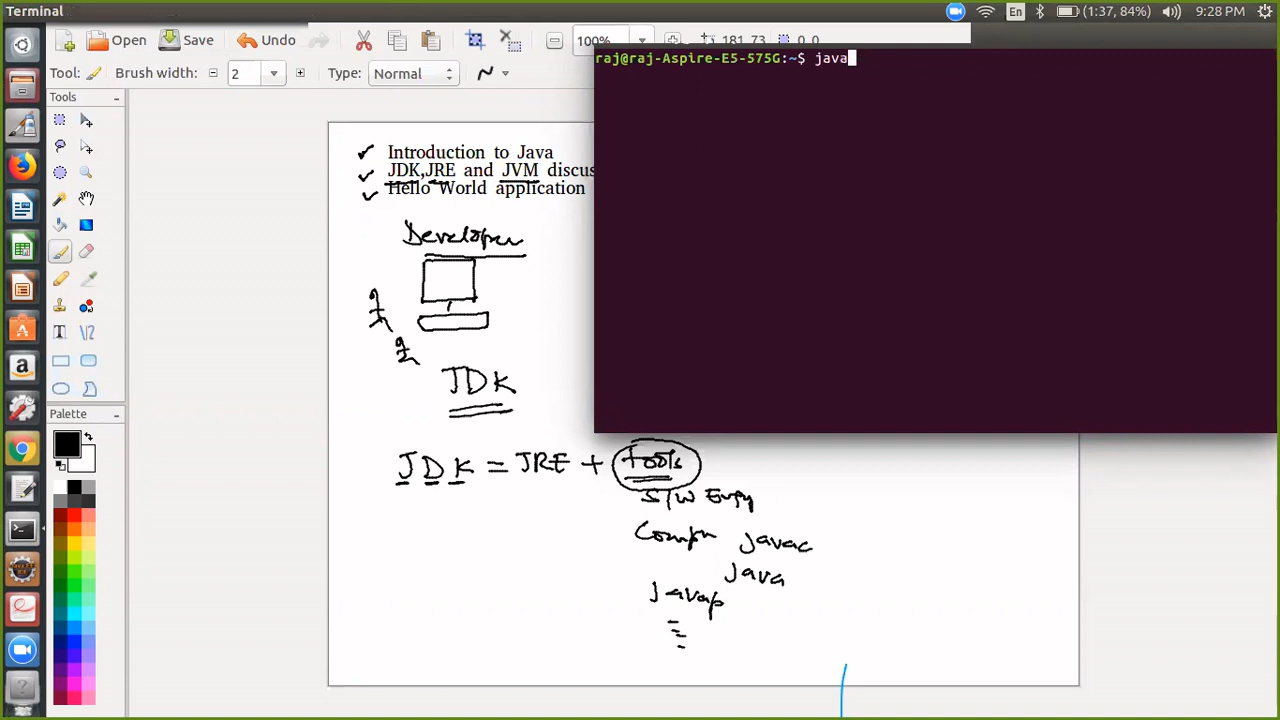 Terminal
En
(1:37, 84%)
9:28 PM
Open
Save
Undo
100%
181,73
0,0
Tool:
Brush width:
2
Type:
Freehand
Tools
Palette
raj@raj-Aspire-E5-575G:~$ java
Introduction to Java
JDK,JRE and JVM discus
Hello World application
Developer
JDK
JDK = JRE + tools
S/W
javac
java
javap